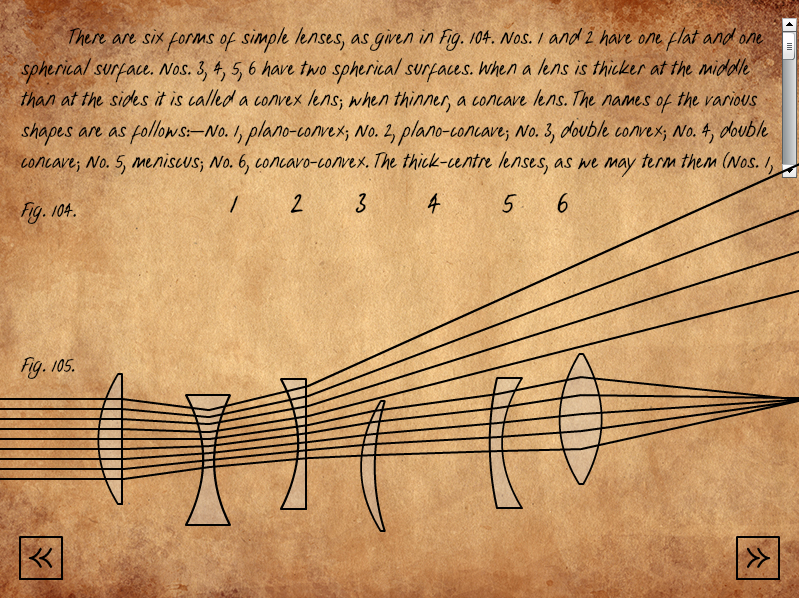 There are six forms of simple lenses, as given in Fig. 104. Nos. 1 and 2 have one flat and one
spherical surface. Nos. 3, 4, 5, 6 have two spherical surfaces. When a lens is thicker at the middle
than at the sides it is called a convex lens; when thinner, a concave lens. The names of the various
shapes are as follows:—No. 1, plano-convex; No. 2, plano-concave; No. 3, double convex; No. 4, double
concave; No. 5, meniscus; No. 6, concavo-convex. The thick-centre lenses, as we may term them (Nos. 1,
Fig. 104. 1 2 3 4 5 6
Fig. 105.